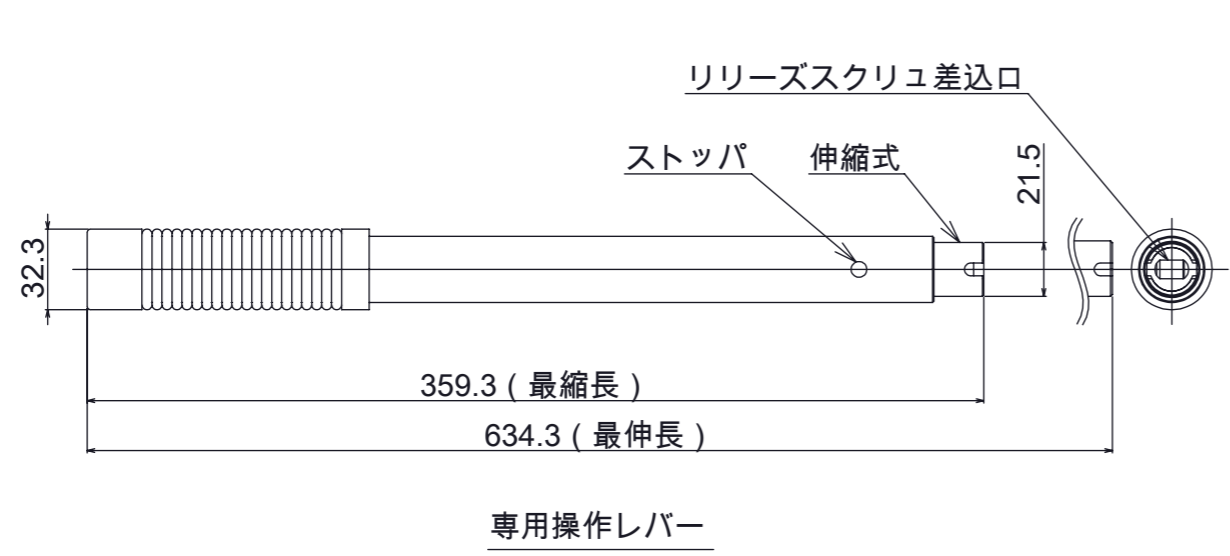 リリーズスクリュ差込口
ストッパ
伸縮式
21.5
32.3
359.3(最縮長)
634.3(最伸長)
専用操作レバー